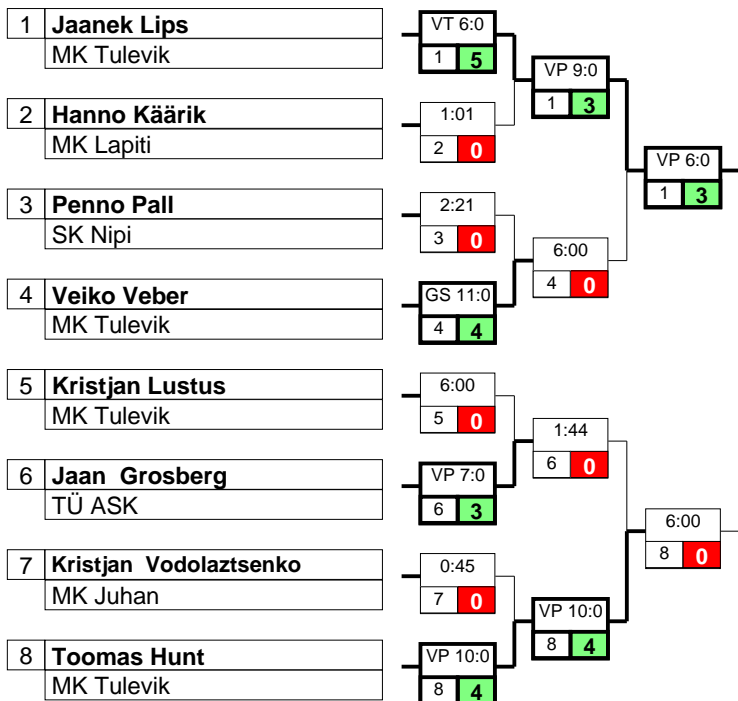 1 Jaanek Lips
MK Tulevik
VT 6:0
1 5
VP 9:0
1 3
2 Hanno Käärik
MK Lapiti
1:01
2 0
VP 6:0
1 3
3 Penno Pall
SK Nipi
2:21
3 0
6:00
4 0
4 Veiko Veber
MK Tulevik
GS 11:0
4 4
5 Kristjan Lustus
MK Tulevik
6:00
5 0
1:44
6 0
6 Jaan Grosberg
TÜ ASK
VP 7:0
6 3
6:00
8 0
7 Kristjan Vodolaztsenko
MK Juhan
0:45
7 0
VP 10:0
8 4
8 Toomas Hunt
MK Tulevik
VP 10:0
8 4